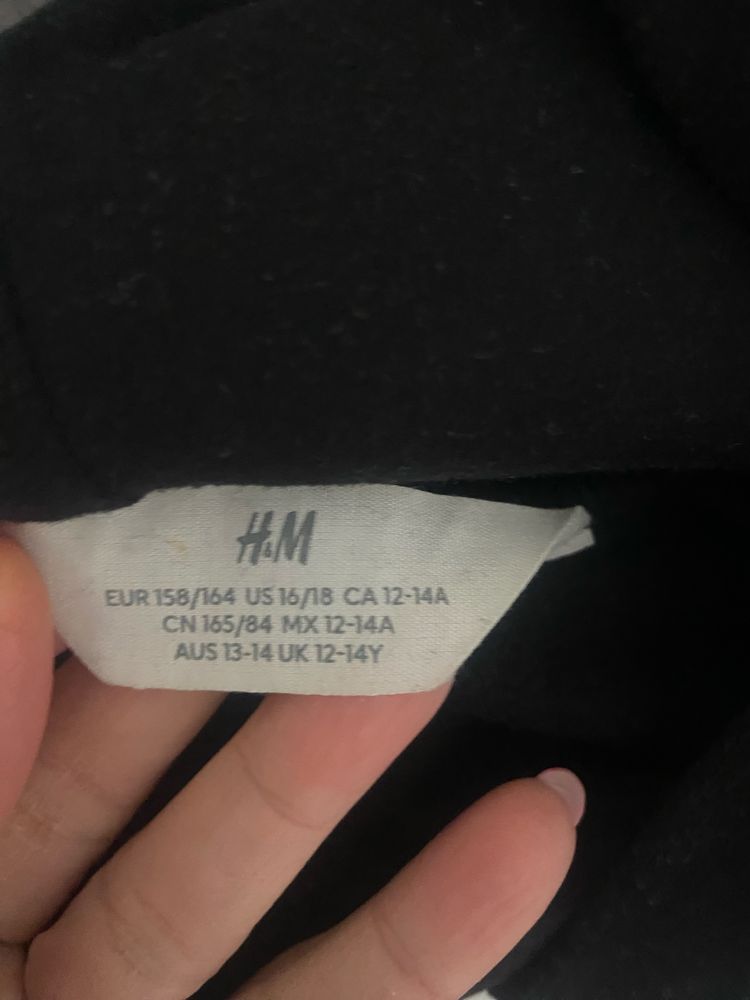 H&M
EUR 158/164 US 16/18 CA 12-14A
CN 165/84 MX 12-14A
AUS 13-14 UK 12-14Y